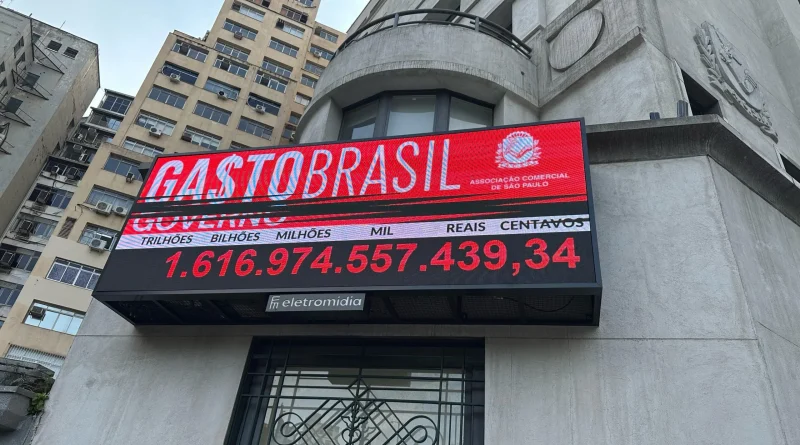 GA$TOBRASIL
ASSOCIAÇÃO COMERCIAL
DE SÃO PAULO
GOVERNO
TRILHÕES BILHÕES MILHÕES MIL REAIS CENTAVOS
1.616.974.557.439,34
eletromidia